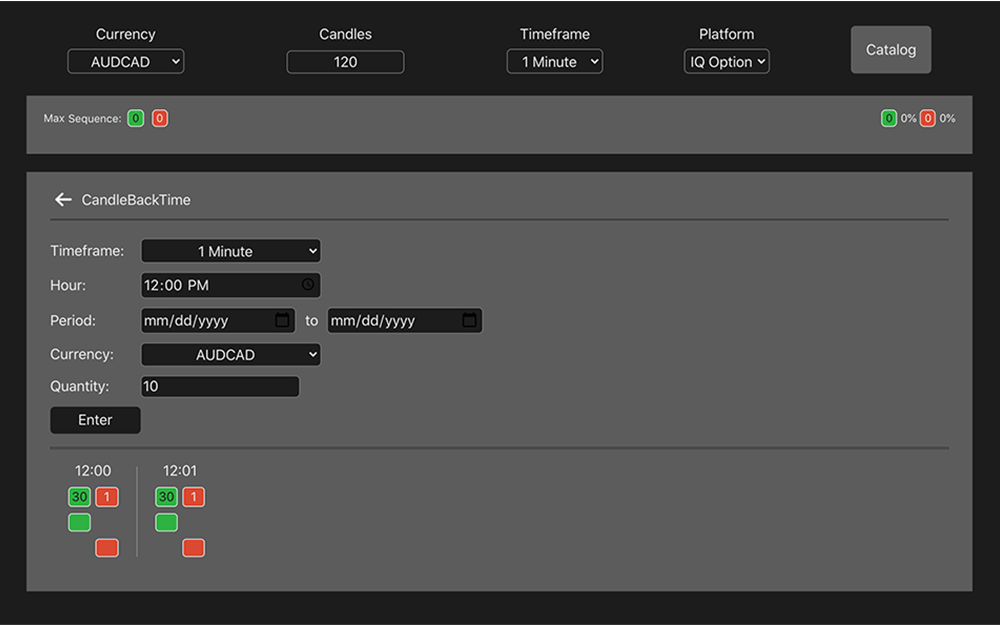 Currency Candles Timeframe Platform
AUDCAD 120 1 Minute IQ Option Catalog
Max Sequence: 0 0 0 0% 0 0%
CandleBackTime
Timeframe: 1 Minute
Hour: 12:00 PM
Period: mm/dd/yyyy to mm/dd/yyyy
Currency: AUDCAD
Quantity: 10
Enter
12:00 12:01
30 1 30 1